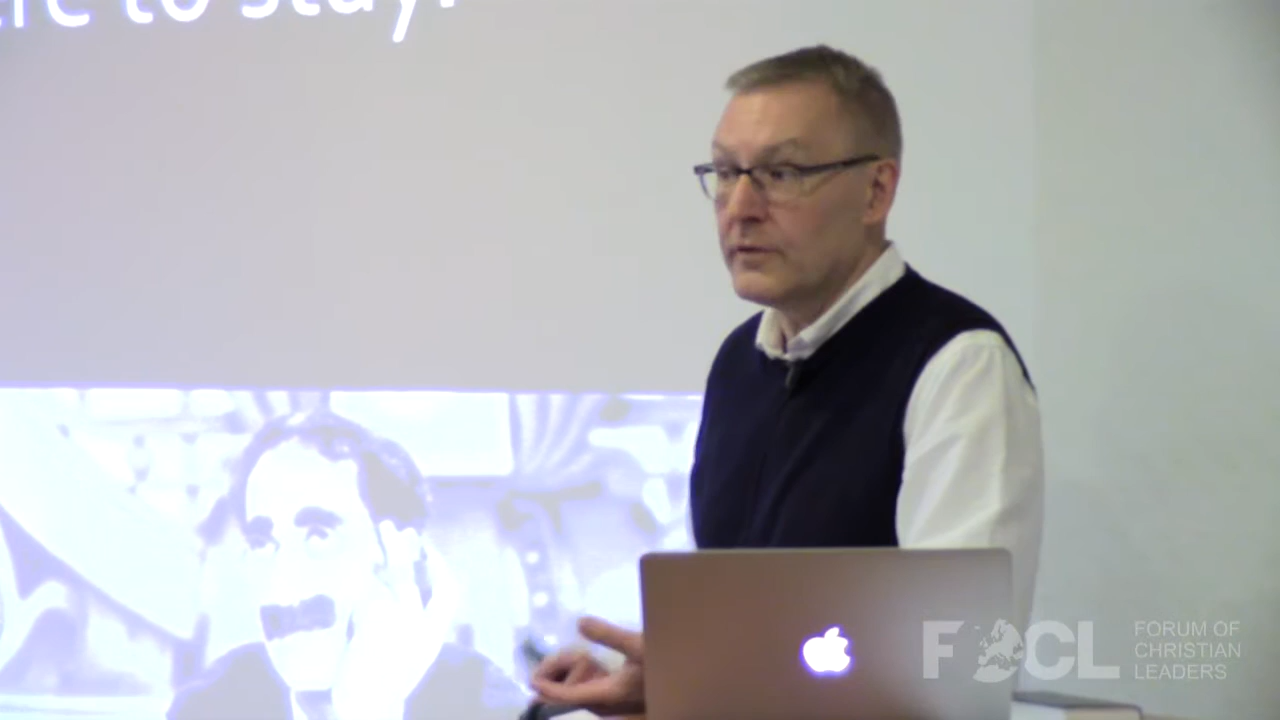 to stay.
FOCL
FORUM OF
CHRISTIAN
LEADERS